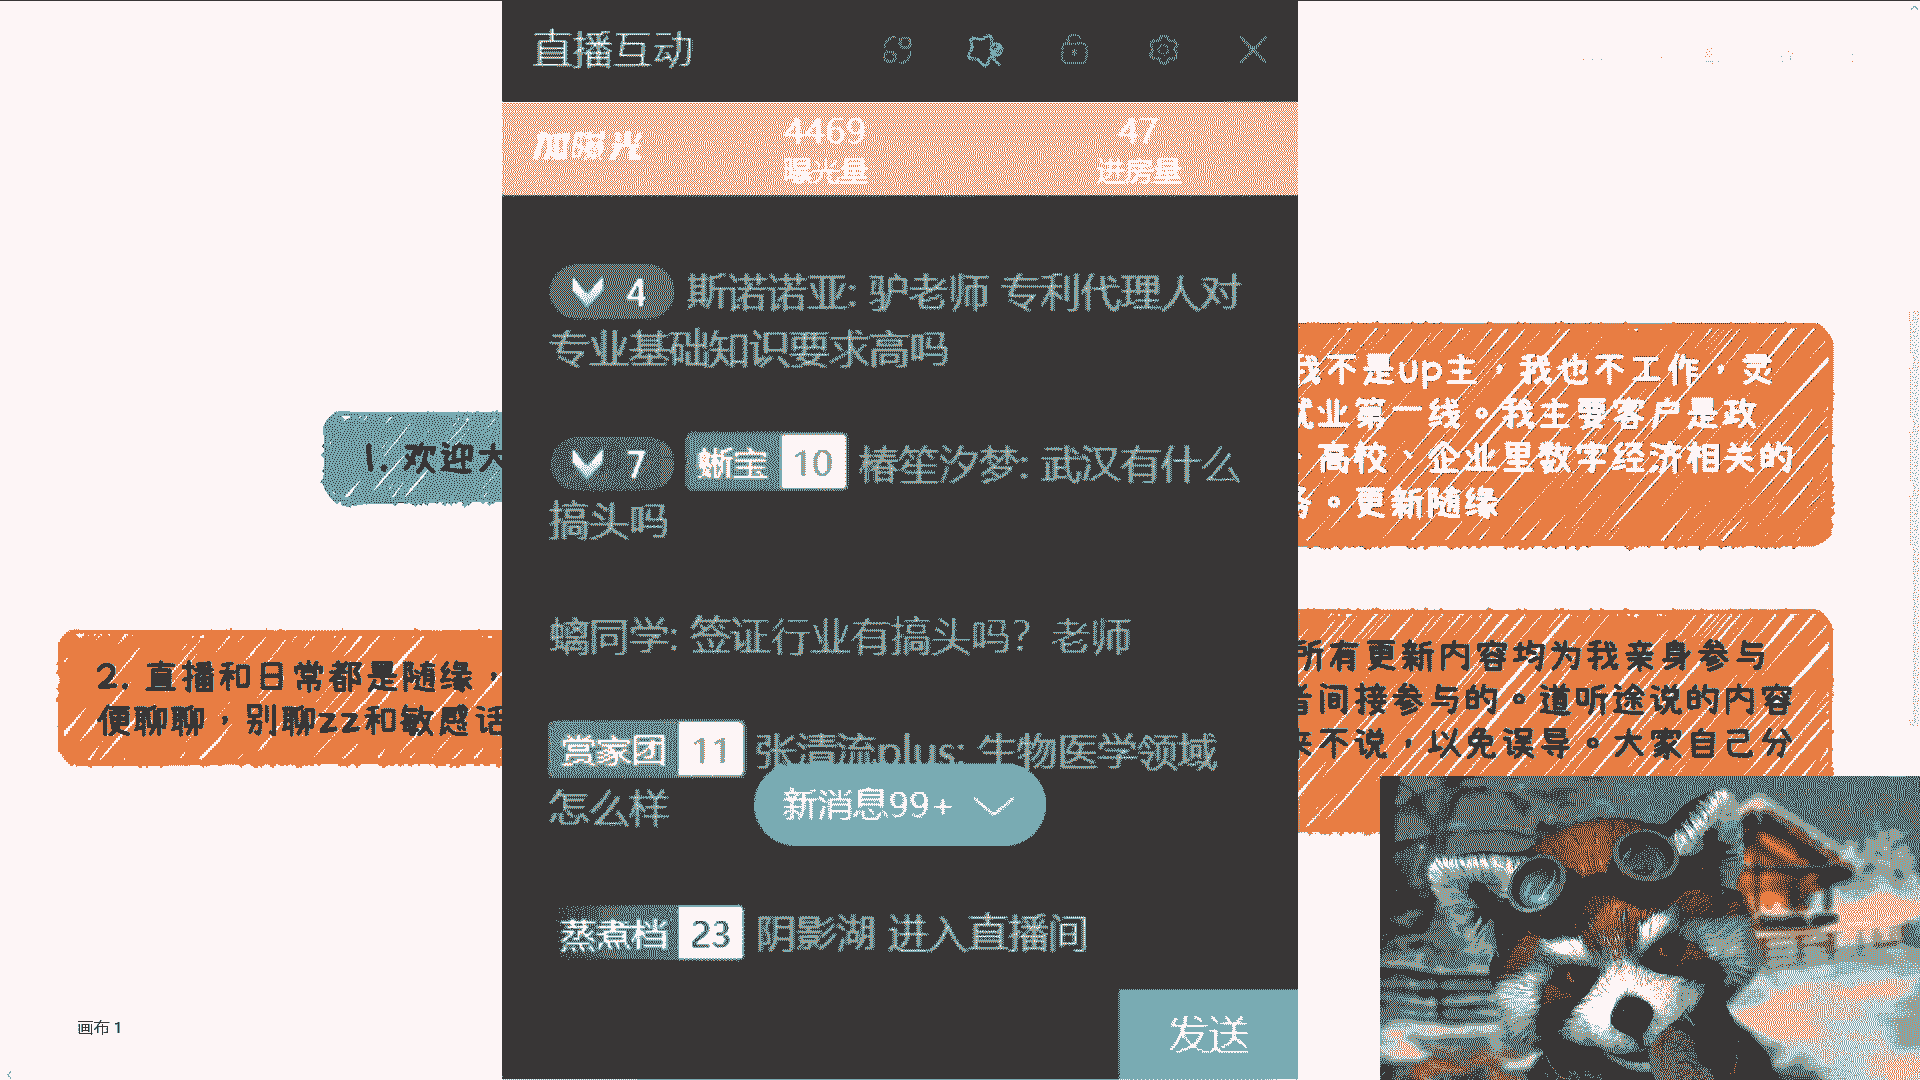 直播互动
加曝光
4469
曝光量
47
进房量
4 斯诺诺亚: 驴老师 专利代理人对
专业基础知识要求高吗
7 蜥宝 10 椿笙汐梦: 武汉有什么
搞头吗
螭同学: 签证行业有搞头吗? 老师
赏家团 11 张清流plus: 生物医学领域
怎么样
新消息99+
蒸煮档 23 阴影湖 进入直播间
发送
1. 欢迎大
2. 直播和日常都是随缘，
便聊聊，别聊zz和敏感话
我不是up主，我也不工作，灵
就业第一线。我主要客户是政
、高校、企业里数字经济相关的
务。更新随缘
所有更新内容均为我亲身参与
者间接参与的。道听途说的内容
来不说，以免误导。大家自己分
画布 1